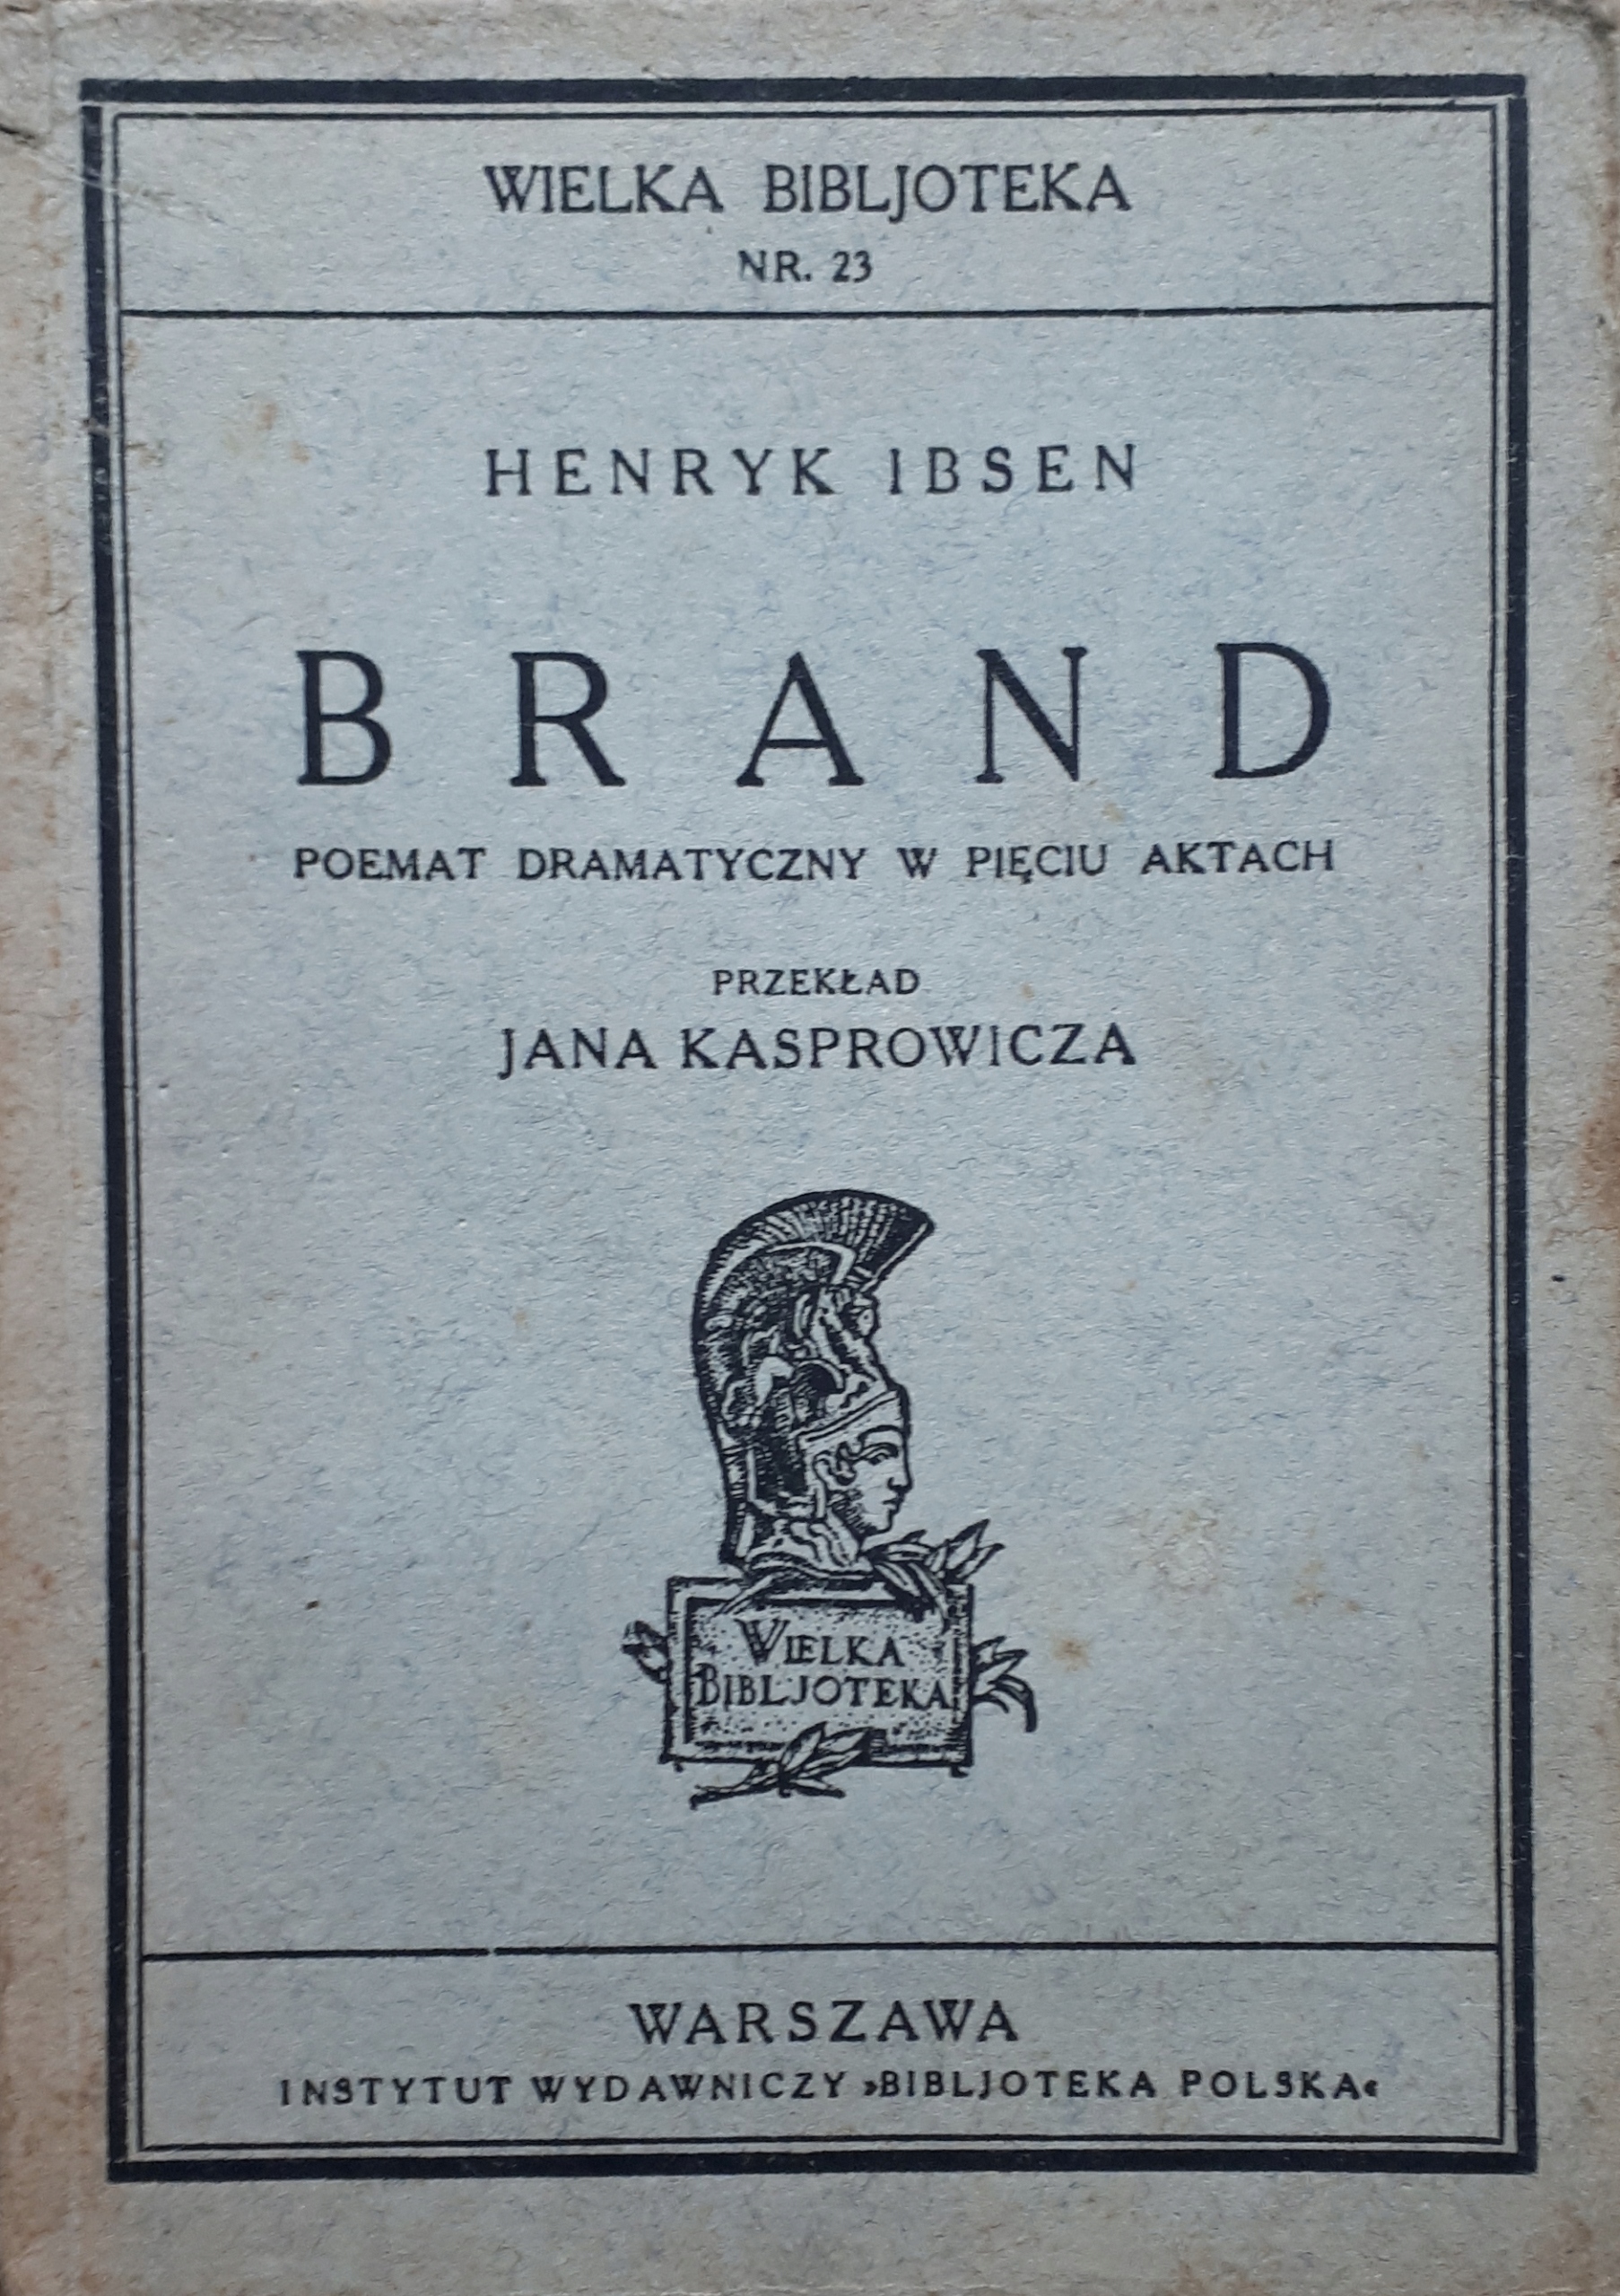 WIELKA BIBLJOTEKA
NR. 23
HENRYK IBSEN
BRAND
POEMAT DRAMATYCZNY W PIĘCIU AKTACH
PRZEKŁAD
JANA KASPROWICZA
WIELKA
BIBLJOTEKA
WARSZAWA
INSTYTUT WYDAWNICZY »BIBLJOTEKA POLSKA«